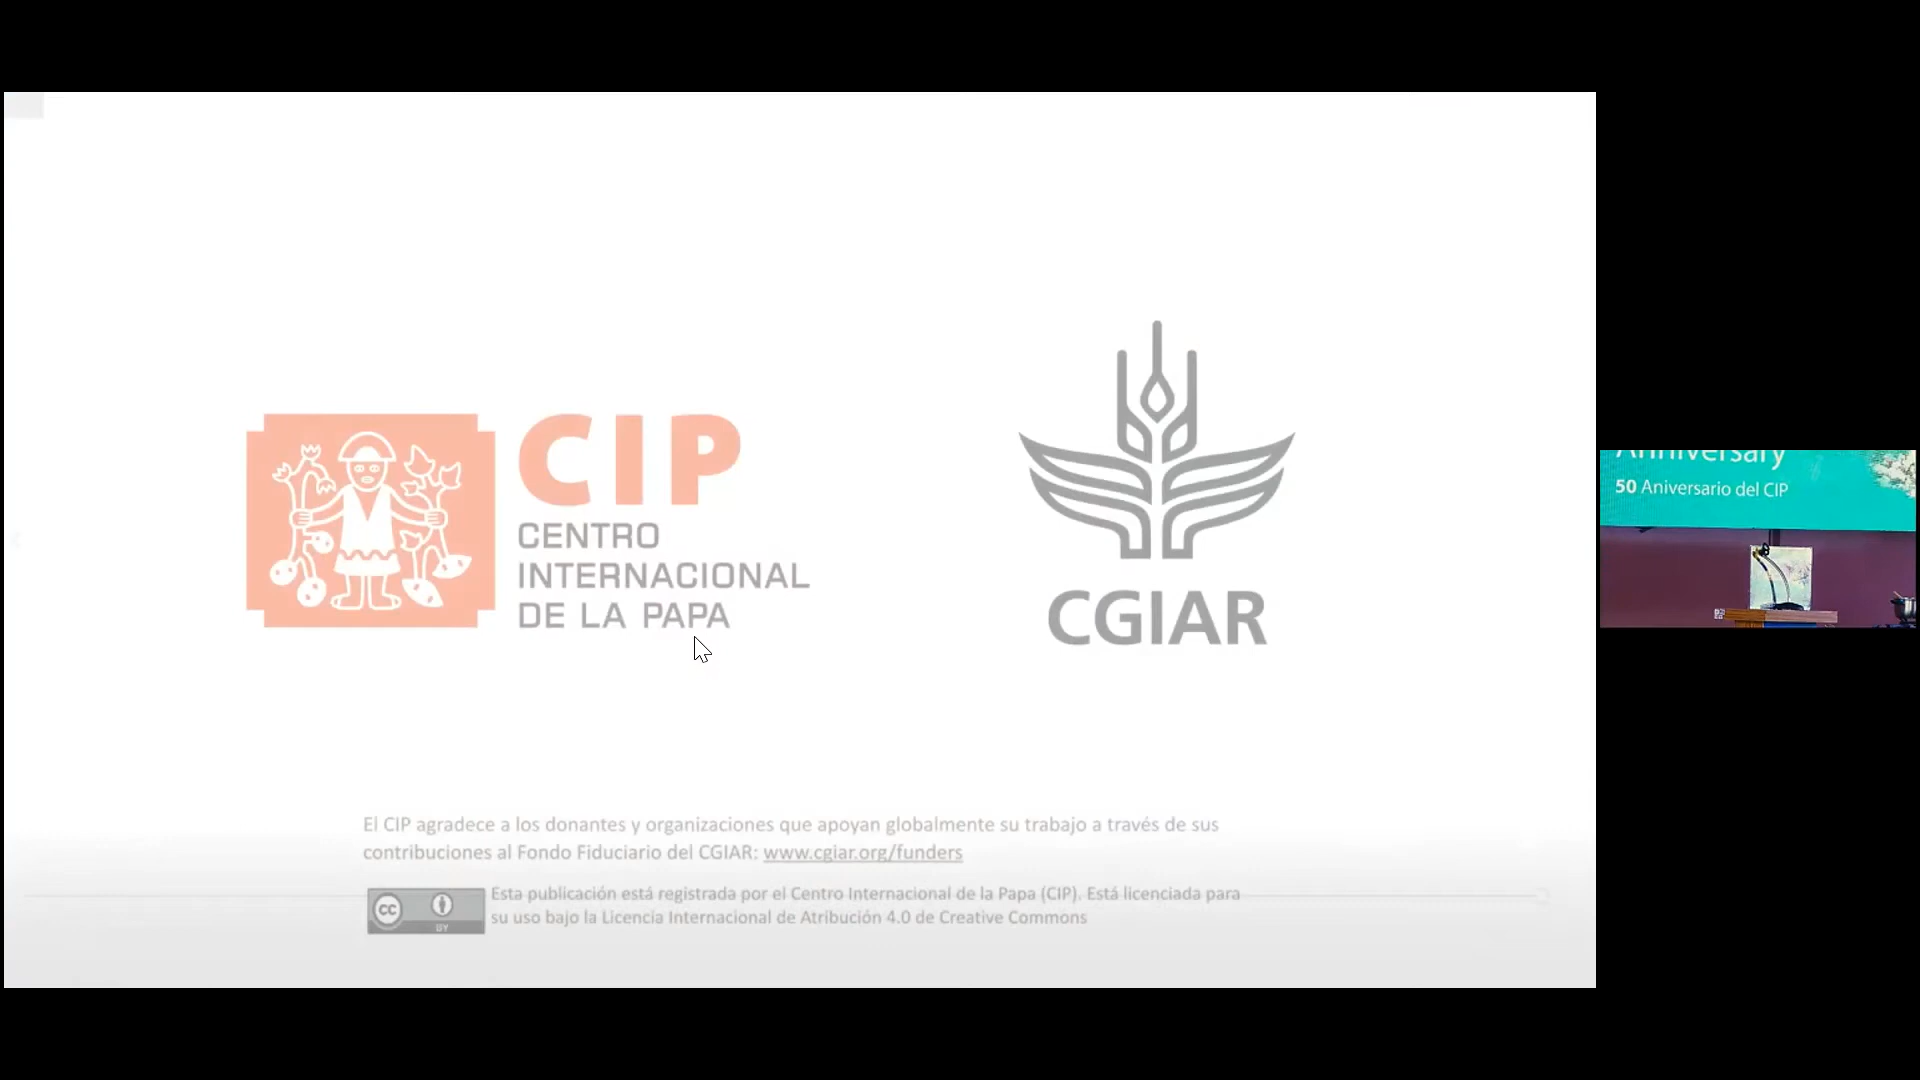 CIP
CENTRO
INTERNACIONAL
DE LA PAPA
CGIAR
El CIP agradece a los donantes y organizaciones que apoyan globalmente su trabajo a través de sus
contribuciones al Fondo Fiduciario del CGIAR: www.cgiar.org/funders
cc
BY
Esta publicación está registrada por el Centro Internacional de la Papa (CIP). Está licenciada para
su uso bajo la Licencia Internacional de Atribución 4.0 de Creative Commons
Anniversary
50 Aniversario del CIP